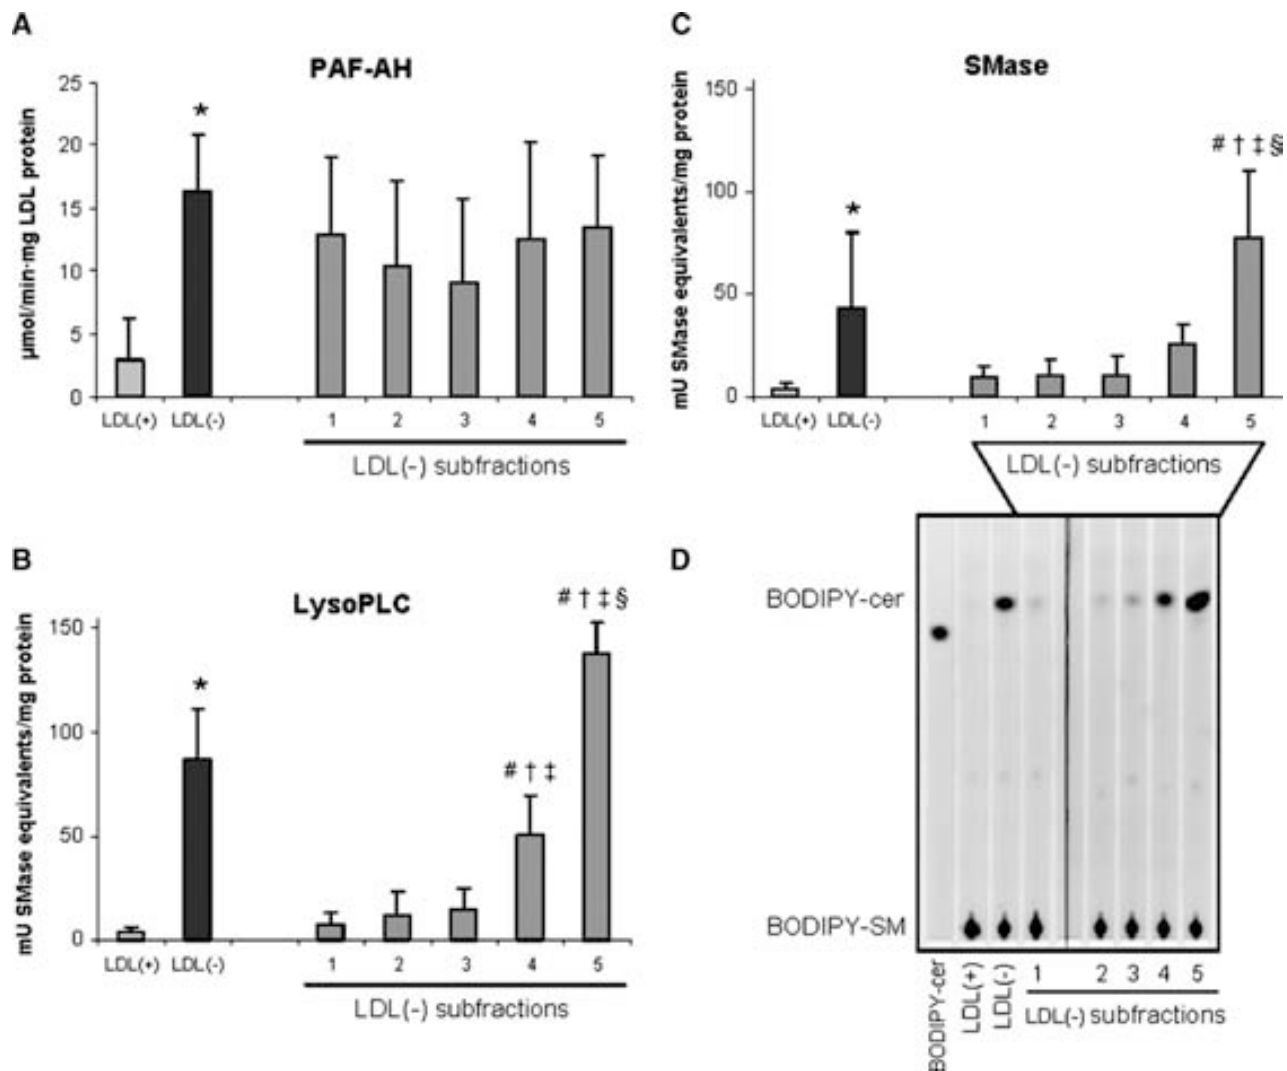 A
PAF-AH
µmol/min·mg LDL protein
25
20
15
10
5
0
*
LDL(+) LDL(-) 1 2 3 4 5
LDL(-) subfractions
B
LysoPLC
mU SMase equivalents/mg protein
150
100
50
0
*
# † ‡
# † ‡ §
LDL(+) LDL(-) 1 2 3 4 5
LDL(-) subfractions
C
SMase
mU SMase equivalents/mg protein
150
100
50
0
*
# † ‡ §
LDL(+) LDL(-) 1 2 3 4 5
LDL(-) subfractions
D
BODIPY-cer
BODIPY-SM
BODIPY-cer
LDL(+)
LDL(-)
1 2 3 4 5
LDL(-) subfractions